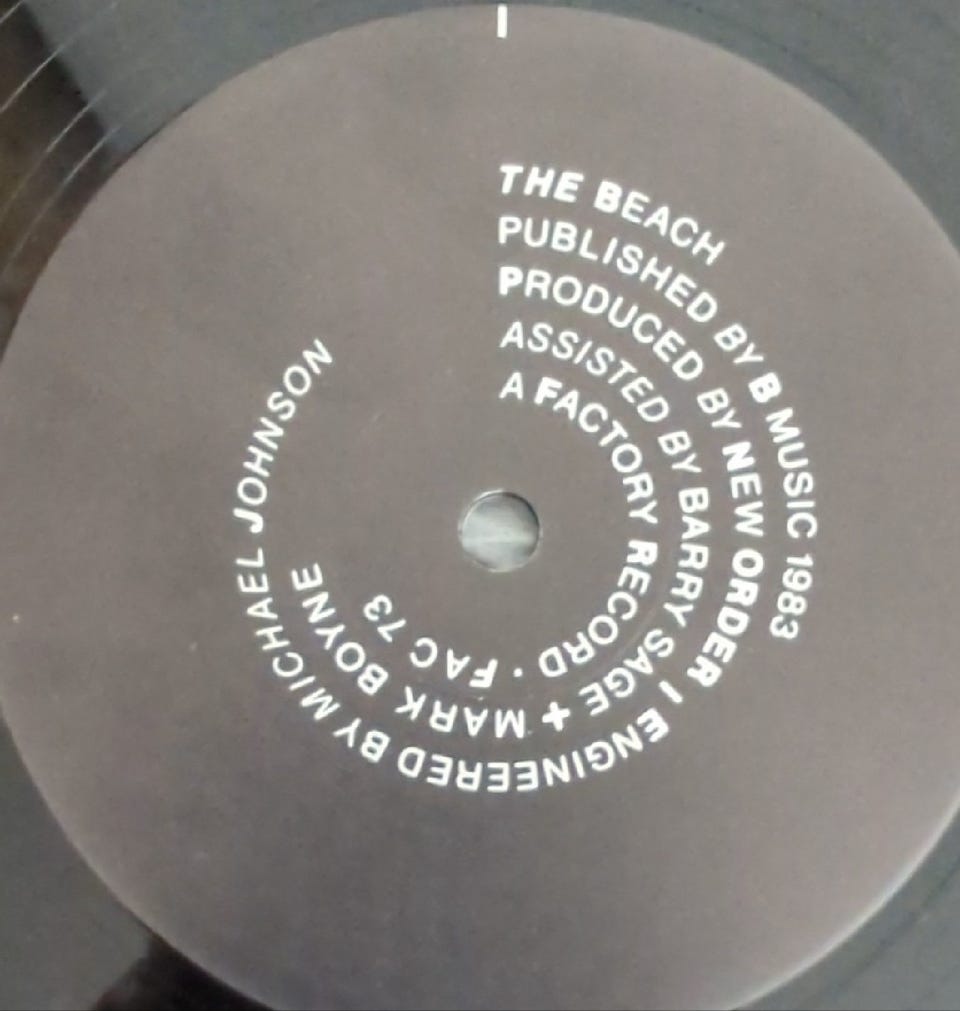 THE BEACH
PUBLISHED BY B MUSIC 1983
PRODUCED BY NEW ORDER | ENGINEERED BY MICHAEL JOHNSON
ASSISTED BY BARRY SAGE + MARK BOYNE
A FACTORY RECORD · FAC 73